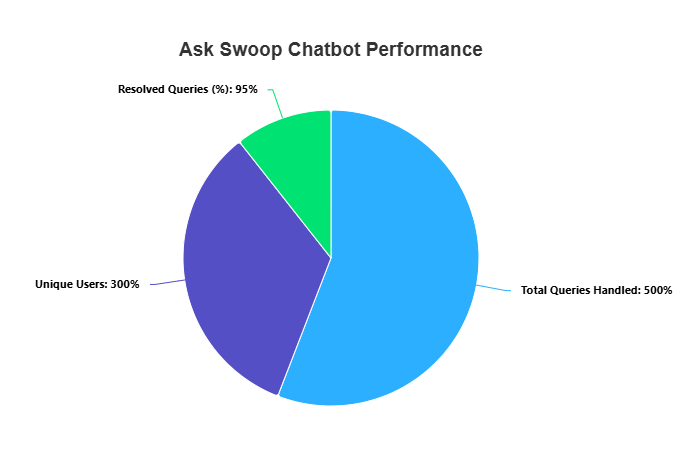 Ask Swoop Chatbot Performance
Resolved Queries (%): 95%
Unique Users: 300%
Total Queries Handled: 500%